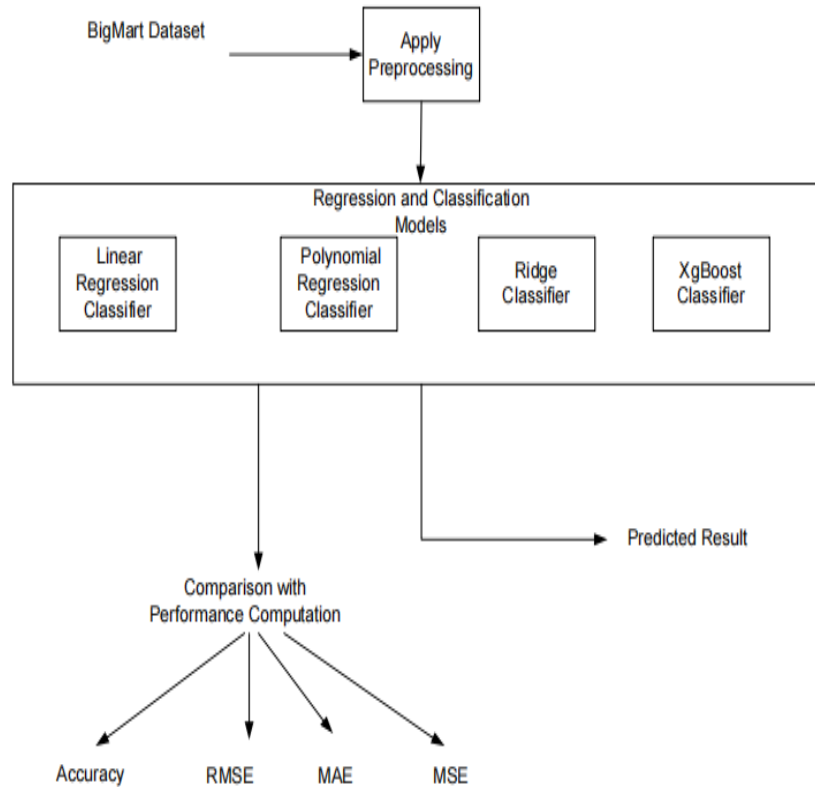 BigMart Dataset
Apply
Preprocessing
Regression and Classification
Models
Linear
Regression
Classifier
Polynomial
Regression
Classifier
Ridge
Classifier
XgBoost
Classifier
Predicted Result
Comparison with
Performance Computation
Accuracy
RMSE
MAE
MSE